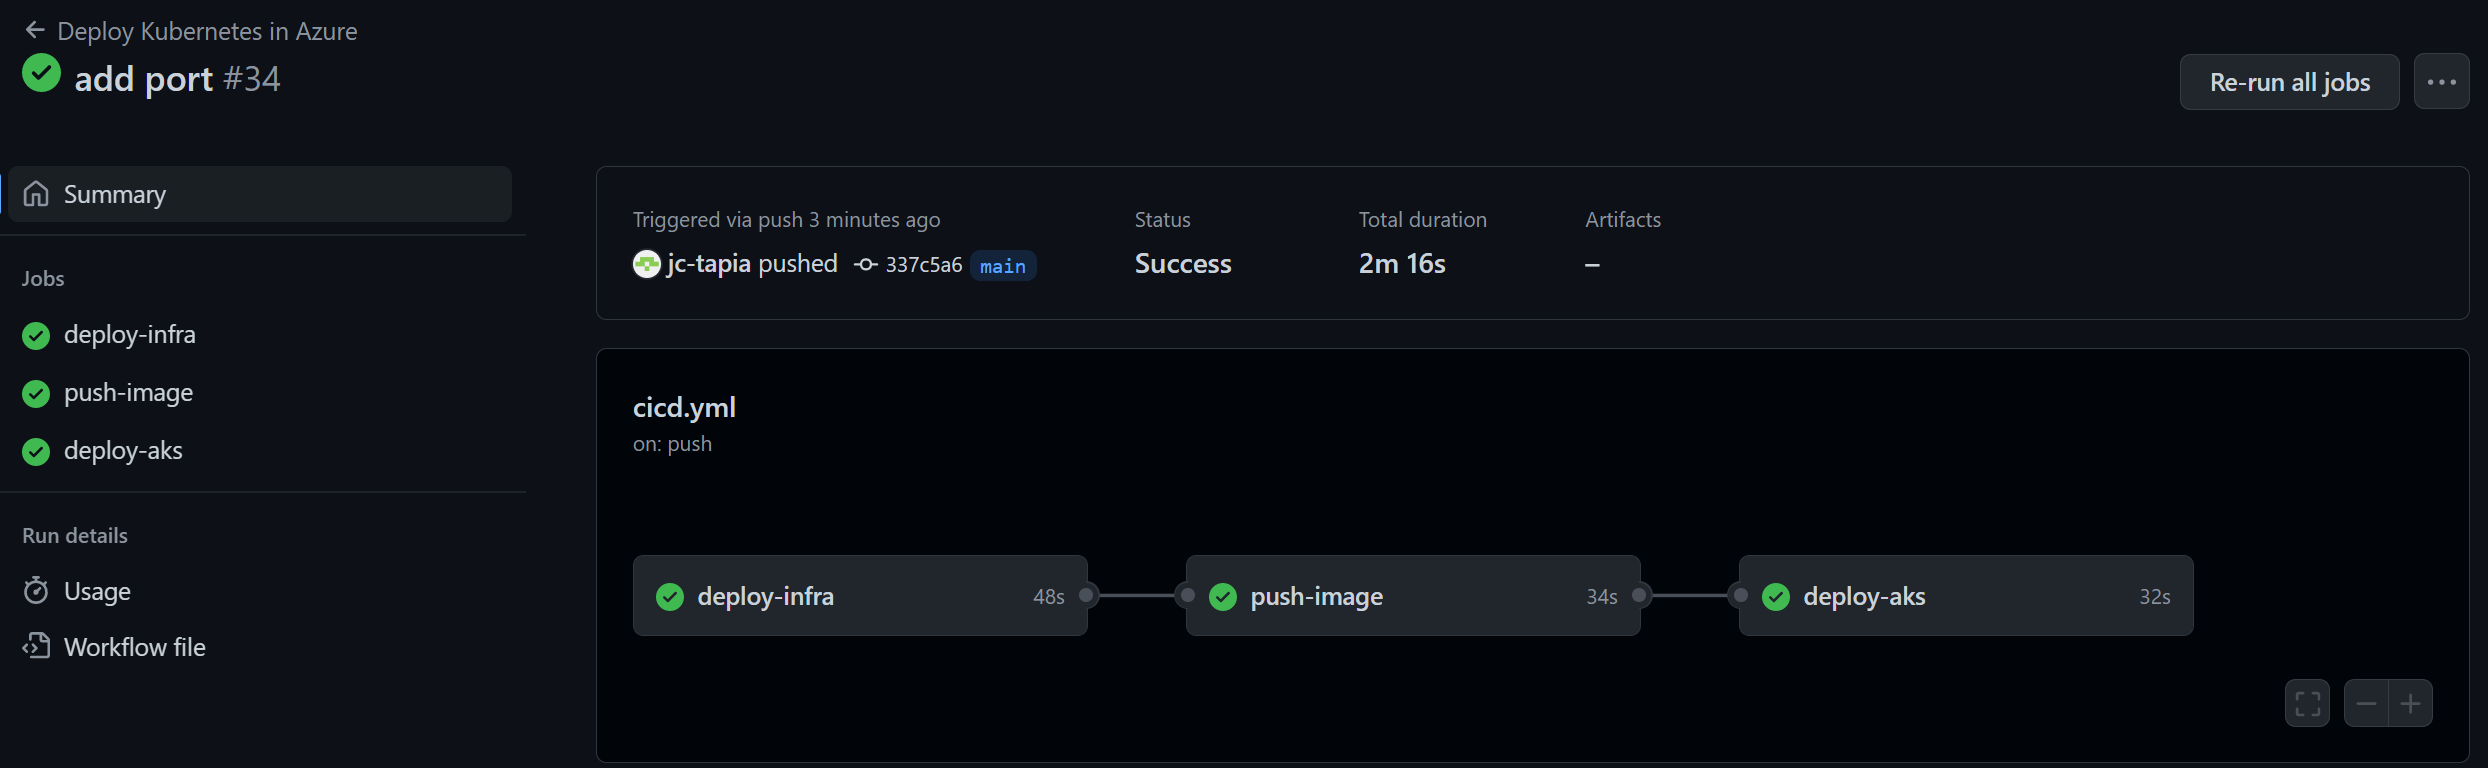 Deploy Kubernetes in Azure
add port #34
Re-run all jobs
Summary
Jobs
deploy-infra
push-image
deploy-aks
Run details
Usage
Workflow file
Triggered via push 3 minutes ago
jc-tapia pushed 337c5a6 main
Status
Success
Total duration
2m 16s
Artifacts
–
cicd.yml
on: push
deploy-infra 48s
push-image 34s
deploy-aks 32s